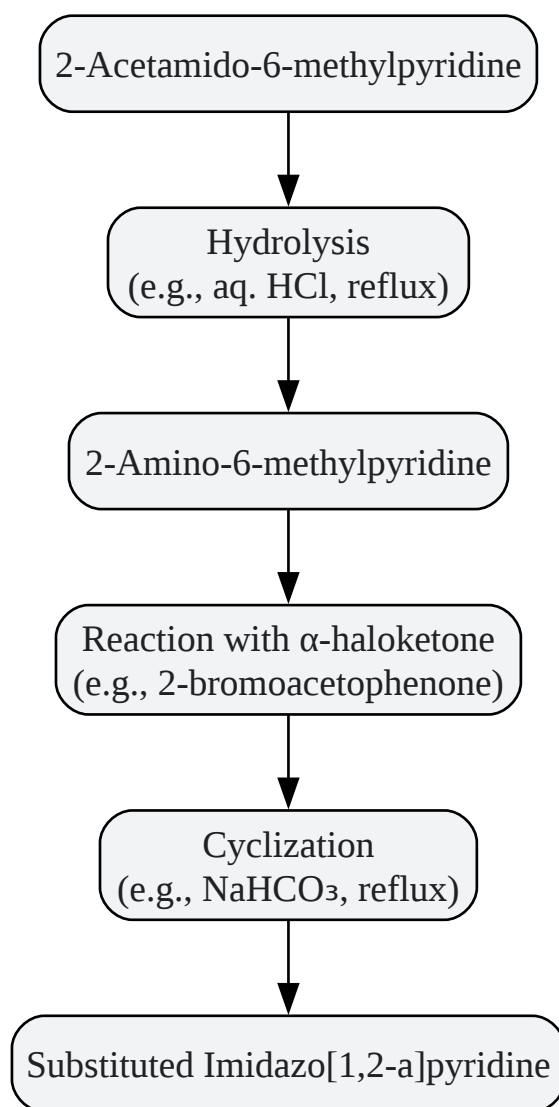 2-Acetamido-6-methylpyridine
Hydrolysis
(e.g., aq. HCl, reflux)
2-Amino-6-methylpyridine
Reaction with α-haloketone
(e.g., 2-bromoacetophenone)
Cyclization
(e.g., NaHCO₃, reflux)
Substituted Imidazo[1,2-a]pyridine